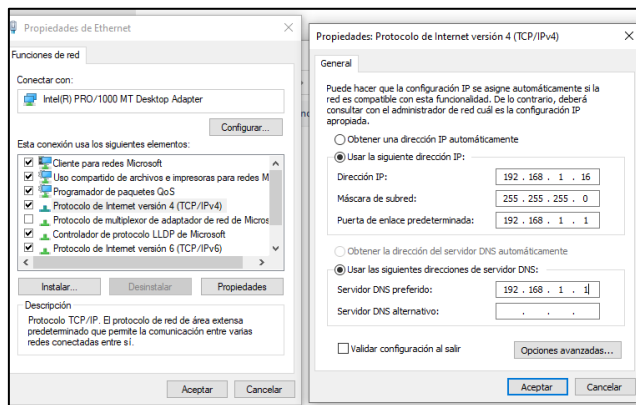 Propiedades de Ethernet
Funciones de red
Conectar con:
Intel(R) PRO/1000 MT Desktop Adapter
Configurar...
Esta conexión usa los siguientes elementos:
Cliente para redes Microsoft
Uso compartido de archivos e impresoras para redes M
Programador de paquetes QoS
Protocolo de Internet versión 4 (TCP/IPv4)
Protocolo de multiplexor de adaptador de red de Micros
Controlador de protocolo LLDP de Microsoft
Protocolo de Internet versión 6 (TCP/IPv6)
Instalar...
Desinstalar
Propiedades
Descripción
Protocolo TCP/IP. El protocolo de red de área extensa
predeterminado que permite la comunicación entre varias
redes conectadas entre sí.
Aceptar
Cancelar
Propiedades: Protocolo de Internet versión 4 (TCP/IPv4)
General
Puede hacer que la configuración IP se asigne automáticamente si la
red es compatible con esta funcionalidad. De lo contrario, deberá
consultar con el administrador de red cuál es la configuración IP
apropiada.
Obtener una dirección IP automáticamente
Usar la siguiente dirección IP:
Dirección IP: 192 . 168 . 1 . 16
Máscara de subred: 255 . 255 . 255 . 0
Puerta de enlace predeterminada: 192 . 168 . 1 . 1
Obtener la dirección del servidor DNS automáticamente
Usar las siguientes direcciones de servidor DNS:
Servidor DNS preferido: 192 . 168 . 1 . 1
Servidor DNS alternativo: . . .
Validar configuración al salir
Opciones avanzadas...
Aceptar
Cancelar